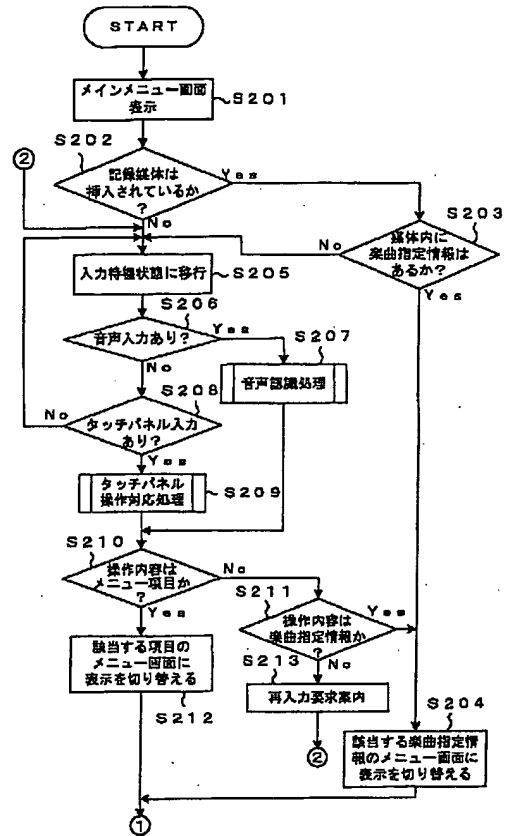 START
メインメニュー画面
表示
S201
S202
②
記録媒体は
挿入されているか
?
Yes
No
S203
媒体内に
楽曲指定情報は
あるか?
No
Yes
入力待機状態に移行
S205
S206
音声入力あり?
Yes
No
S207
音声認識処理
S208
タッチパネル入力
あり?
No
Yes
タッチパネル
操作対応処理
S209
S210
操作内容は
メニュー項目か
?
No
Yes
S211
操作内容は
楽曲指定情報か
?
Yes
No
該当する項目の
メニュー画面に
表示を切り替える
S212
S213
再入力要求案内
②
S204
該当する楽曲指定情
報のメニュー画面に
表示を切り替える
①